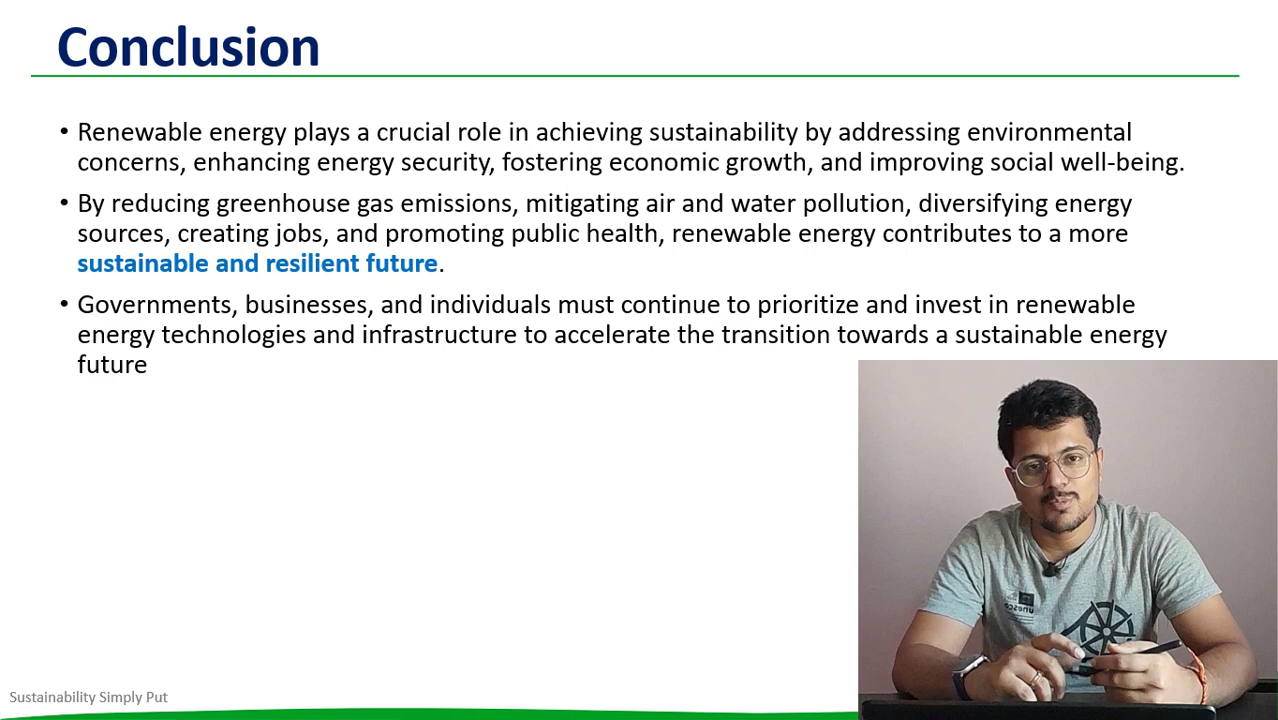 Conclusion
• Renewable energy plays a crucial role in achieving sustainability by addressing environmental
concerns, enhancing energy security, fostering economic growth, and improving social well-being.
• By reducing greenhouse gas emissions, mitigating air and water pollution, diversifying energy
sources, creating jobs, and promoting public health, renewable energy contributes to a more
sustainable and resilient future.
• Governments, businesses, and individuals must continue to prioritize and invest in renewable
energy technologies and infrastructure to accelerate the transition towards a sustainable energy
future
unesco
Sustainability Simply Put